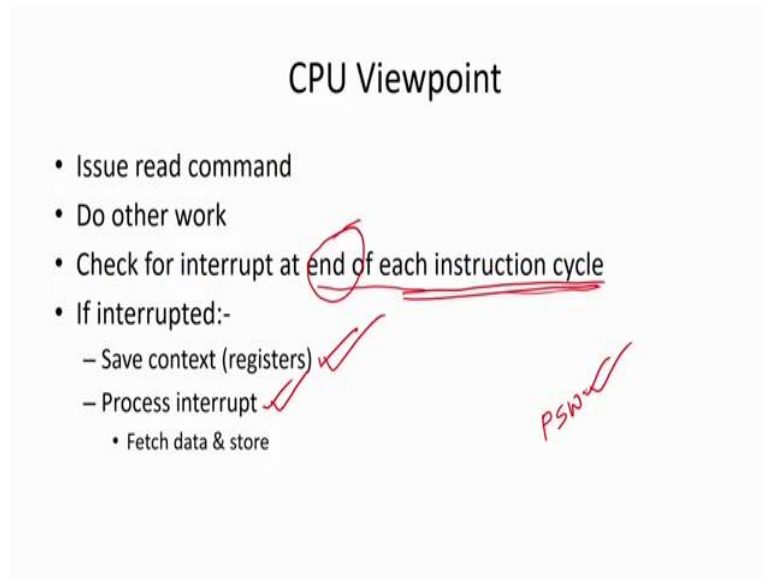 CPU Viewpoint
• Issue read command
• Do other work
• Check for interrupt at end of each instruction cycle
• If interrupted:-
– Save context (registers)
– Process interrupt
• Fetch data & store
PSW